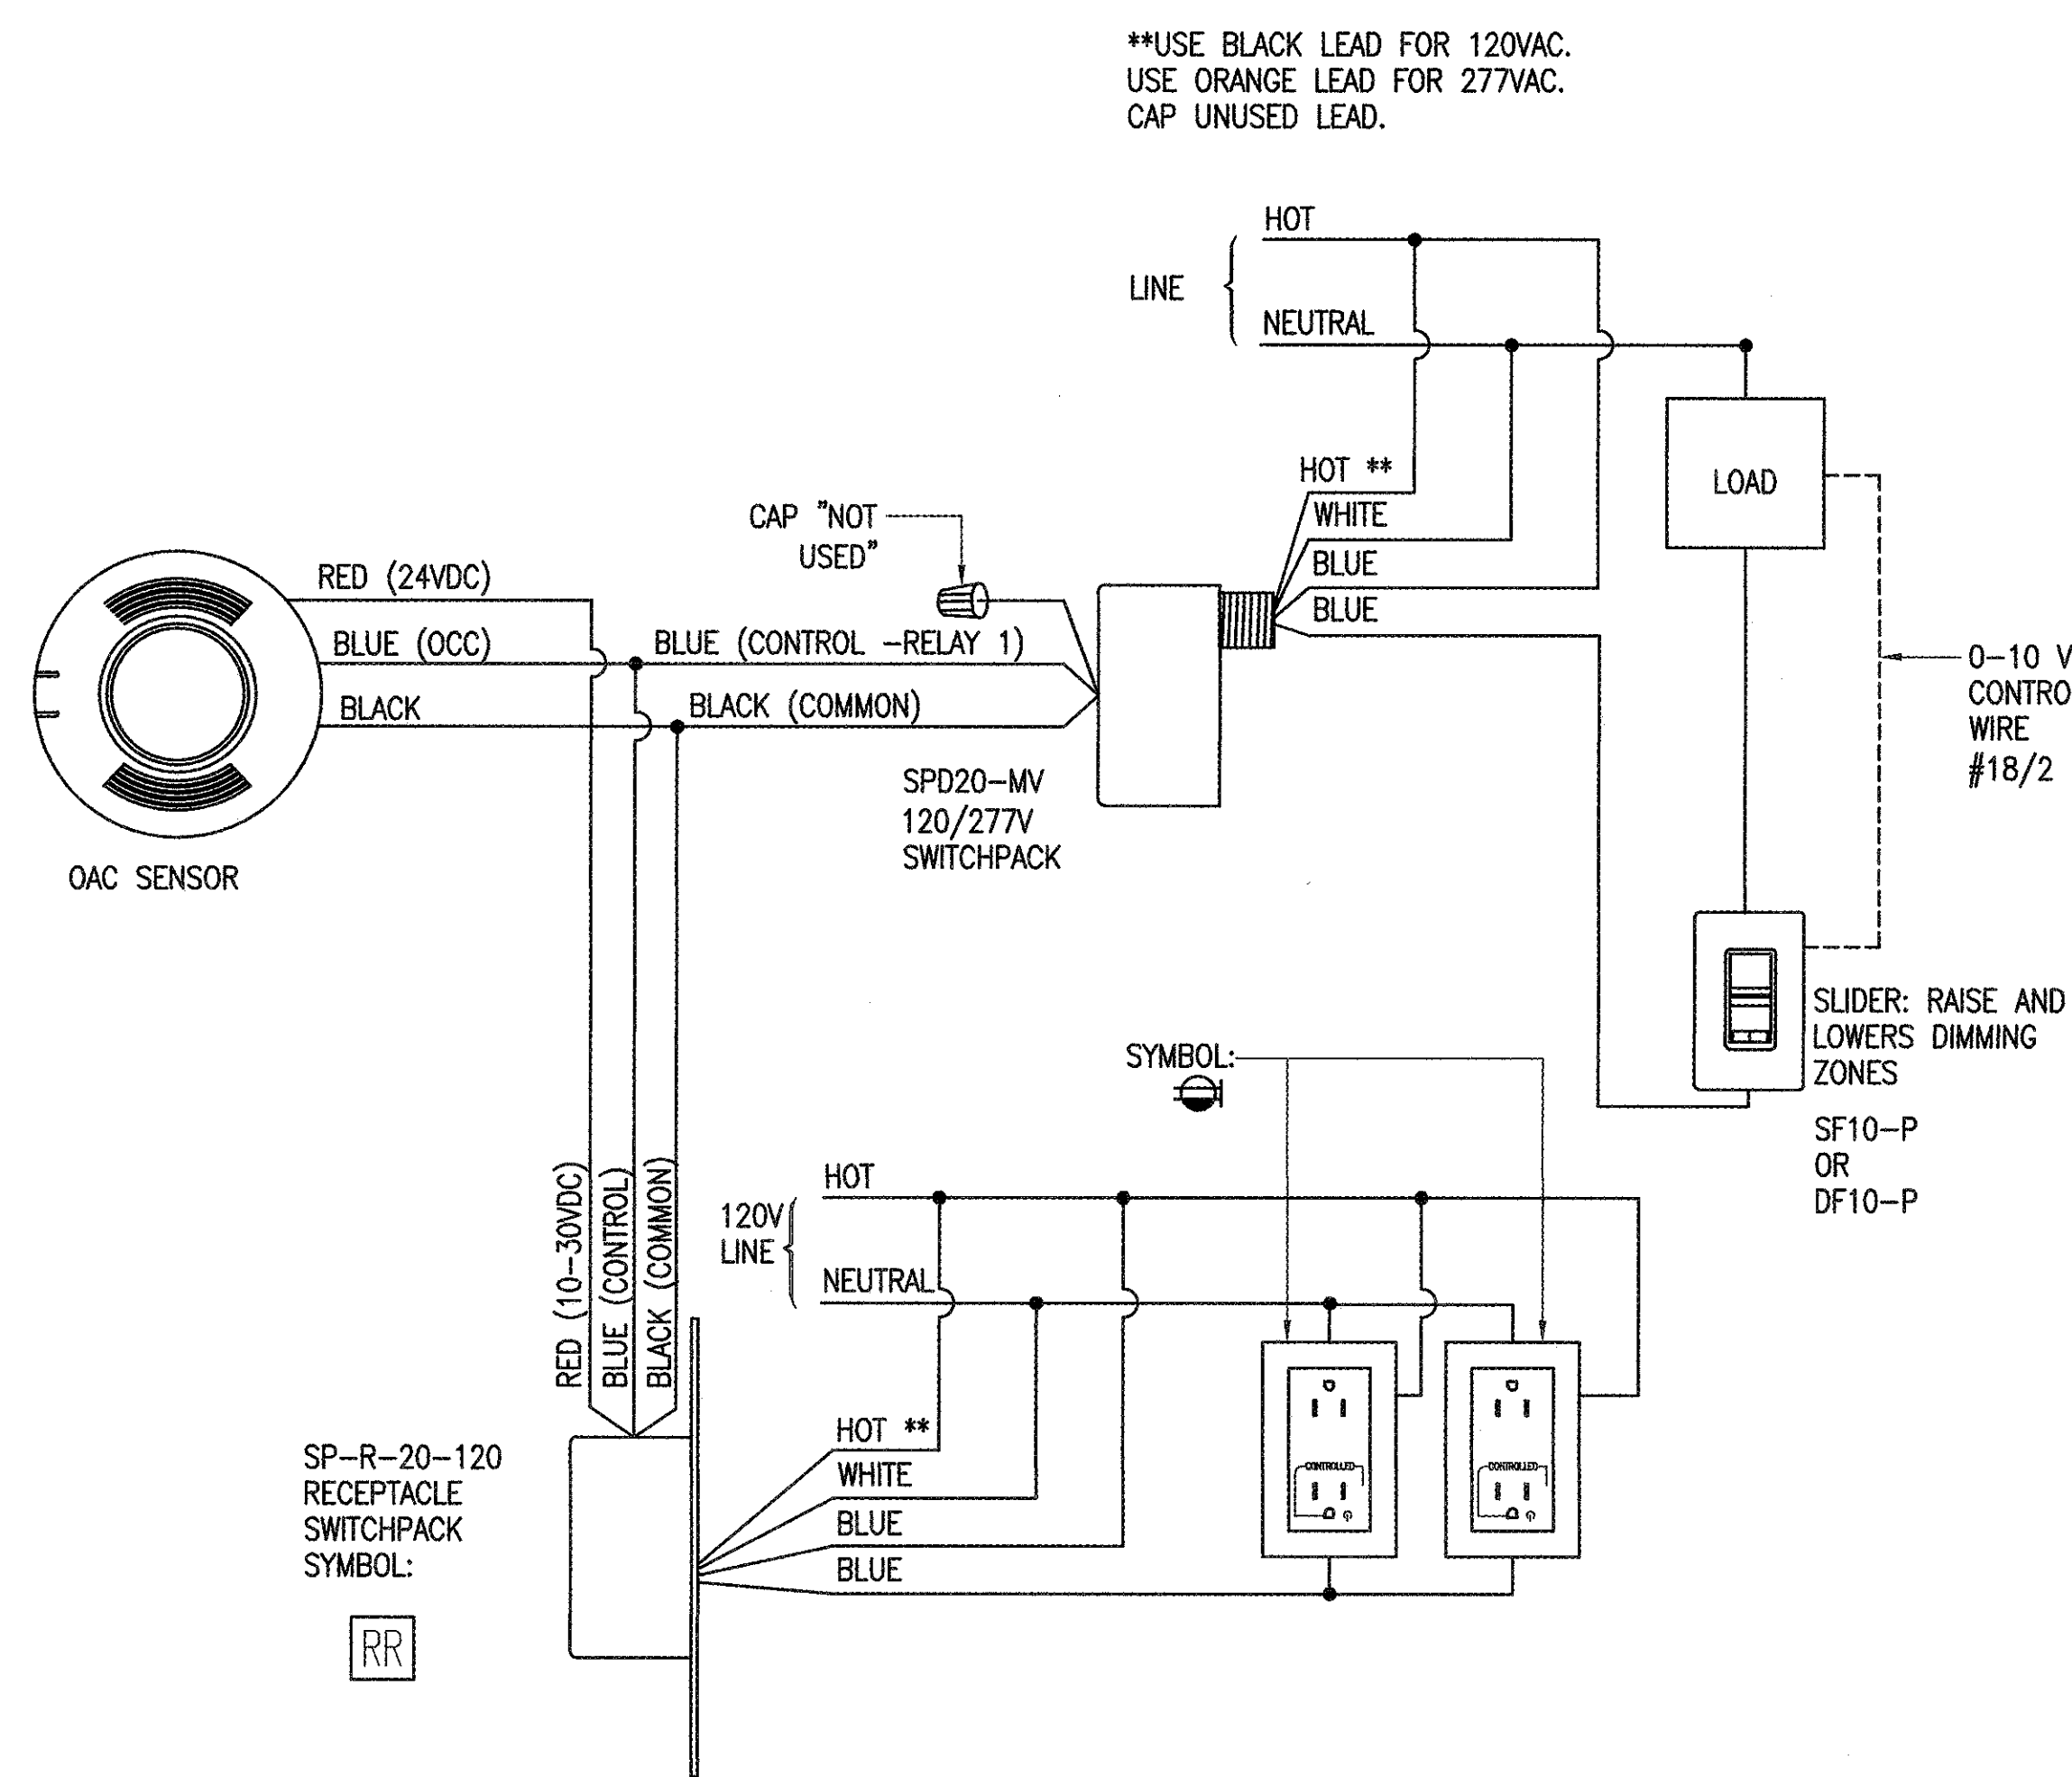 **USE BLACK LEAD FOR 120VAC.
USE ORANGE LEAD FOR 277VAC.
CAP UNUSED LEAD.
HOT
LINE
NEUTRAL
HOT **
WHITE
BLUE
BLUE
LOAD
CAP "NOT
USED"
RED (24VDC)
BLUE (OCC)
BLUE (CONTROL -RELAY 1)
BLACK
BLACK (COMMON)
OAC SENSOR
SPD20-MV
120/277V
SWITCHPACK
0-10 V
CONTRO
WIRE
#18/2
SLIDER: RAISE AND
LOWERS DIMMING
ZONES
SF10-P
OR
DF10-P
SYMBOL:
RED (10-30VDC)
BLUE (CONTROL)
BLACK (COMMON)
HOT
120V
LINE
NEUTRAL
HOT **
WHITE
BLUE
BLUE
CONTROLLED
CONTROLLED
SP-R-20-120
RECEPTACLE
SWITCHPACK
SYMBOL:
RR